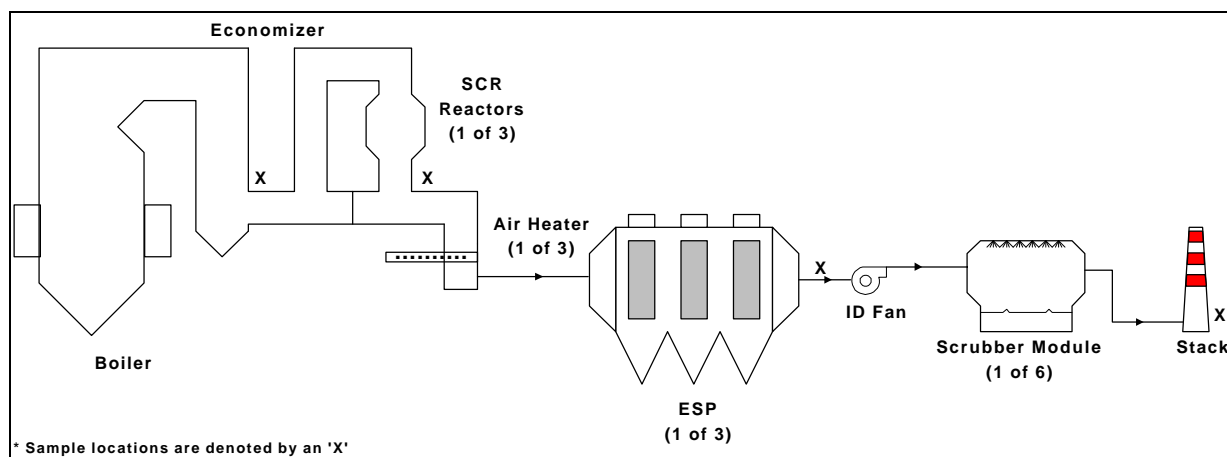 Economizer
SCR
Reactors
(1 of 3)
X
X
Air Heater
(1 of 3)
X
ID Fan
X
Boiler
Scrubber Module
(1 of 6)
Stack
ESP
(1 of 3)
* Sample locations are denoted by an 'X'